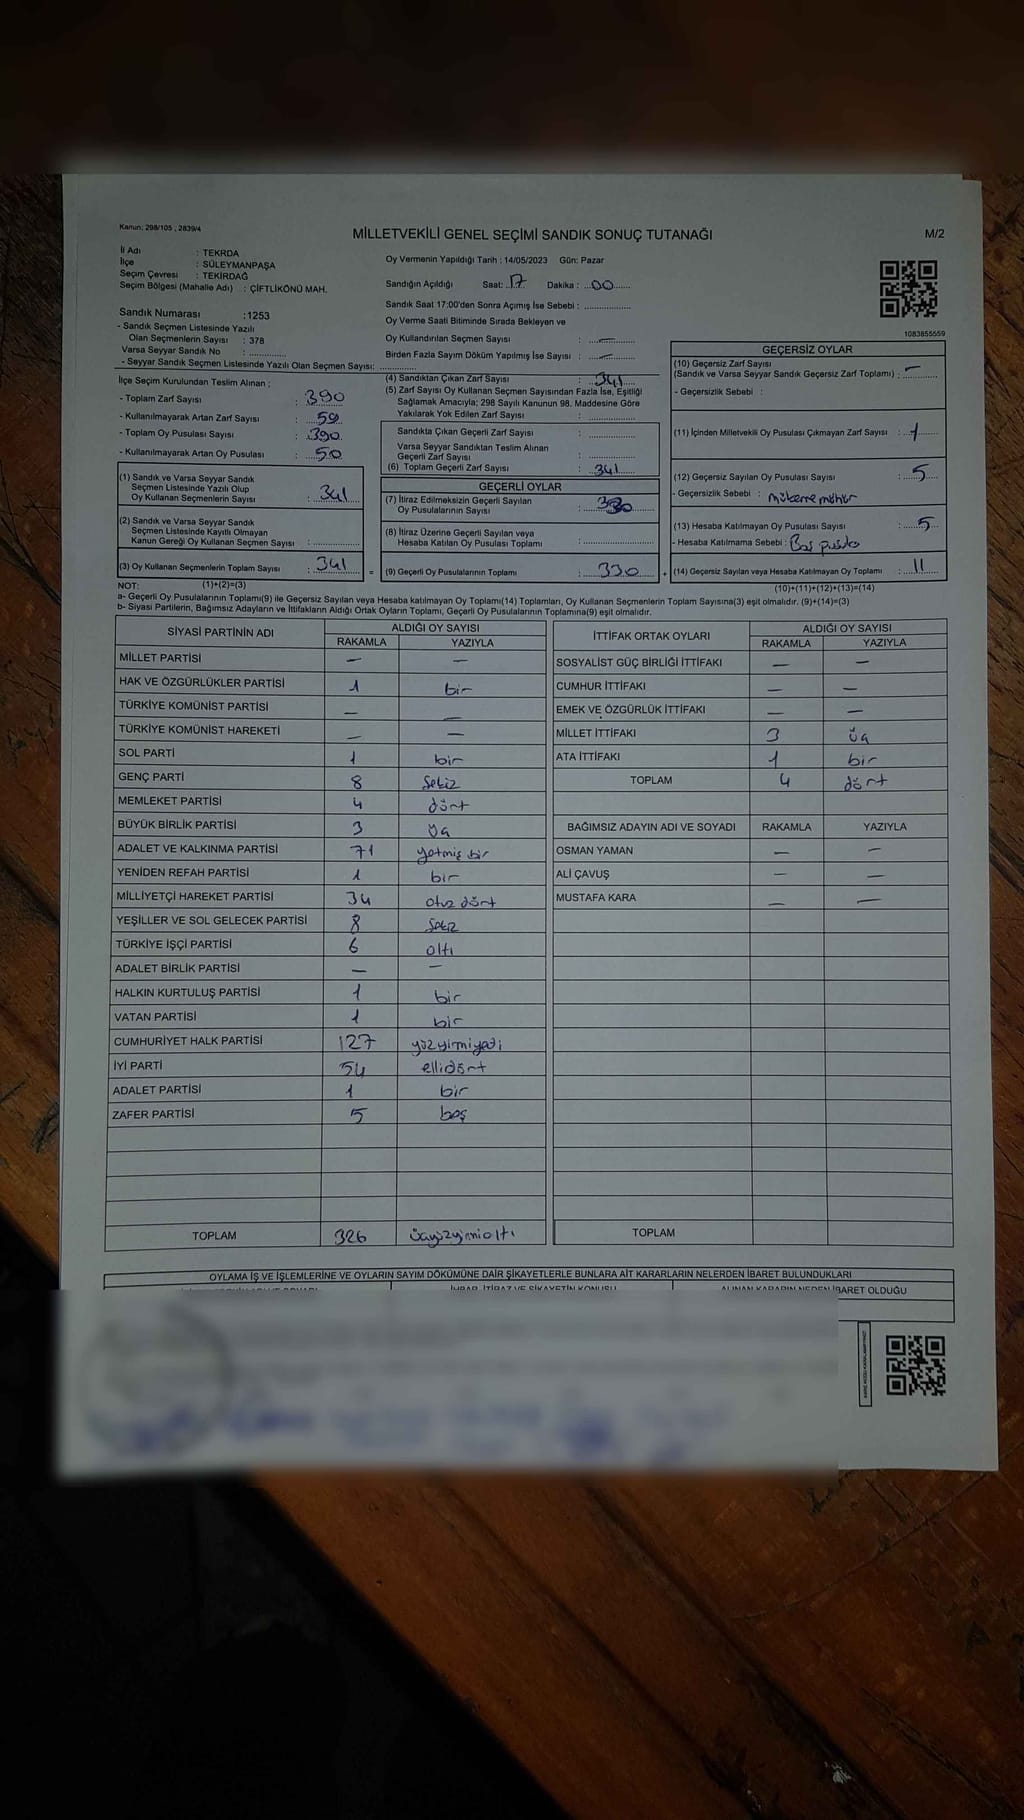 Kanun; 298/105 , 2839/4
MİLLETVEKİLİ GENEL SEÇİMİ SANDIK SONUÇ TUTANAĞI
M/2
İl Adı : TEKRDA
İlçe : SÜLEYMANPAŞA
Seçim Çevresi : TEKİRDAĞ
Seçim Bölgesi (Mahalle Adı) : ÇİFTLİKÖNÜ MAH.
Sandık Numarası :1253
- Sandık Seçmen Listesinde Yazılı
Olan Seçmenlerin Sayısı : 378
Varsa Seyyar Sandık No :
- Seyyar Sandık Seçmen Listesinde Yazılı Olan Seçmen Sayısı:
Oy Vermenin Yapıldığı Tarih : 14/05/2023 Gün: Pazar
Sandığın Açıldığı Saat: 17 Dakika : 00
Sandık Saat 17:00'den Sonra Açımış İse Sebebi :
Oy Verme Saati Bitiminde Sırada Bekleyen ve
Oy Kullandırılan Seçmen Sayısı : —
Birden Fazla Sayım Döküm Yapılmış İse Sayısı : —
1083855559
İlçe Seçim Kurulundan Teslim Alınan ;
- Toplam Zarf Sayısı : 390
- Kullanılmayarak Artan Zarf Sayısı : 50
- Toplam Oy Pusulası Sayısı : 390
- Kullanılmayarak Artan Oy Pusulası : 50
(1) Sandık ve Varsa Seyyar Sandık
Seçmen Listesinde Yazılı Olup
Oy Kullanan Seçmenlerin Sayısı : 341
(2) Sandık ve Varsa Seyyar Sandık
Seçmen Listesinde Kayıtlı Olmayan
Kanun Gereği Oy Kullanan Seçmen Sayısı :
(3) Oy Kullanan Seçmenlerin Toplam Sayısı : 341
(4) Sandıktan Çıkan Zarf Sayısı : 341
(5) Zarf Sayısı Oy Kullanan Seçmen Sayısından Fazla İse, Eşitliği
Sağlamak Amacıyla; 298 Sayılı Kanunun 98. Maddesine Göre
Yakılarak Yok Edilen Zarf Sayısı :
Sandıkta Çıkan Geçerli Zarf Sayısı :
Varsa Seyyar Sandıktan Teslim Alınan
Geçerli Zarf Sayısı :
(6) Toplam Geçerli Zarf Sayısı : 341
GEÇERLİ OYLAR
(7) İtiraz Edilmeksizin Geçerli Sayılan
Oy Pusulalarının Sayısı : 330
(8) İtiraz Üzerine Geçerli Sayılan veya
Hesaba Katılan Oy Pusulası Toplamı :
= (9) Geçerli Oy Pusulalarının Toplamı : 330
GEÇERSİZ OYLAR
(10) Geçersiz Zarf Sayısı
(Sandık ve Varsa Seyyar Sandık Geçersiz Zarf Toplamı) : —
- Geçersizlik Sebebi :
(11) İçinden Milletvekili Oy Pusulası Çıkmayan Zarf Sayısı : 1
(12) Geçersiz Sayılan Oy Pusulası Sayısı : 5
- Geçersizlik Sebebi : mükerre mühür
(13) Hesaba Katılmayan Oy Pusulası Sayısı : 5
- Hesaba Katılmama Sebebi : Boş pusula
+ (14) Geçersiz Sayılan veya Hesaba Katılmayan Oy Toplamı : 11
NOT: (1)+(2)=(3) (10)+(11)+(12)+(13)=(14)
a- Geçerli Oy Pusulalarının Toplamı(9) ile Geçersiz Sayılan veya Hesaba katılmayan Oy Toplamı(14) Toplamları, Oy Kullanan Seçmenlerin Toplam Sayısına(3) eşit olmalıdır. (9)+(14)=(3)
b- Siyasi Partilerin, Bağımsız Adayların ve İttifakların Aldığı Ortak Oyların Toplamı, Geçerli Oy Pusulalarının Toplamına(9) eşit olmalıdır.
SİYASİ PARTİNİN ADI ALDIĞI OY SAYISI
RAKAMLA YAZIYLA
MİLLET PARTİSİ — —
HAK VE ÖZGÜRLÜKLER PARTİSİ 1 bir
TÜRKİYE KOMÜNİST PARTİSİ — —
TÜRKİYE KOMÜNİST HAREKETİ — —
SOL PARTİ 1 bir
GENÇ PARTİ 8 Sekiz
MEMLEKET PARTİSİ 4 dört
BÜYÜK BİRLİK PARTİSİ 3 üç
ADALET VE KALKINMA PARTİSİ 71 yetmiş bir
YENİDEN REFAH PARTİSİ 1 bir
MİLLİYETÇİ HAREKET PARTİSİ 34 otuz dört
YEŞİLLER VE SOL GELECEK PARTİSİ 8 Sekiz
TÜRKİYE İŞÇİ PARTİSİ 6 altı
ADALET BİRLİK PARTİSİ — —
HALKIN KURTULUŞ PARTİSİ 1 bir
VATAN PARTİSİ 1 bir
CUMHURİYET HALK PARTİSİ 127 yüzyirmiyedi
İYİ PARTİ 54 ellidört
ADALET PARTİSİ 1 bir
ZAFER PARTİSİ 5 beş
TOPLAM 326 üçyüzyirmialtı
İTTİFAK ORTAK OYLARI ALDIĞI OY SAYISI
RAKAMLA YAZIYLA
SOSYALİST GÜÇ BİRLİĞİ İTTİFAKI — —
CUMHUR İTTİFAKI — —
EMEK VE ÖZGÜRLÜK İTTİFAKI — —
MİLLET İTTİFAKI 3 üç
ATA İTTİFAKI 1 bir
TOPLAM 4 dört
BAĞIMSIZ ADAYIN ADI VE SOYADI RAKAMLA YAZIYLA
OSMAN YAMAN — —
ALİ ÇAVUŞ — —
MUSTAFA KARA — —
TOPLAM
OYLAMA İŞ VE İŞLEMLERİNE VE OYLARIN SAYIM DÖKÜMÜNE DAİR ŞİKAYETLERLE BUNLARA AİT KARARLARIN NELERDEN İBARET BULUNDUKLARI
İHBAR, İTİRAZ VE ŞİKAYETİN KONUSU
ALINAN KARARIN NEDEN İBARET OLDUĞU